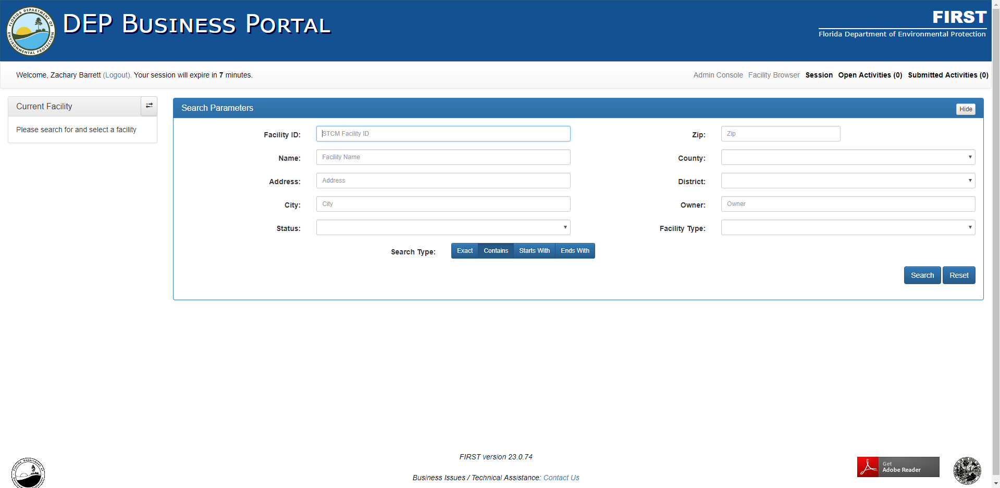 FLORIDA DEPARTMENT OF ENVIRONMENTAL PROTECTION
DEP Business Portal
FIRST
Florida Department of Environmental Protection
Welcome, Zachary Barrett (Logout). Your session will expire in 7 minutes.
Admin Console Facility Browser Session Open Activities (0) Submitted Activities (0)
Current Facility
Please search for and select a facility
Search Parameters
Hide
Facility ID: STCM Facility ID
Zip: Zip
Name: Facility Name
County:
Address: Address
District:
City: City
Owner: Owner
Status:
Facility Type:
Search Type: Exact Contains Starts With Ends With
Search Reset
FIRST version 23.0.74
Business Issues / Technical Assistance: Contact Us
Get
Adobe Reader
Florida Department of